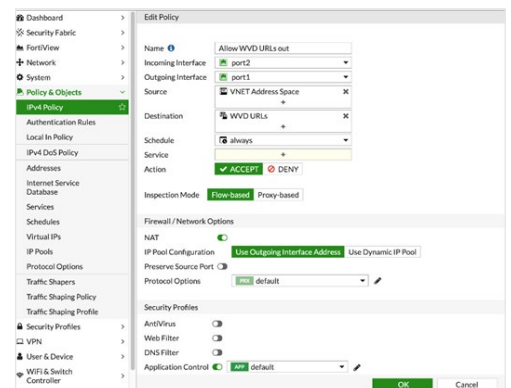 Dashboard
Security Fabric
FortiView
Network
System
Policy & Objects
IPv4 Policy
Authentication Rules
Local In Policy
IPv4 DoS Policy
Addresses
Internet Service
Database
Services
Schedules
Virtual IPs
IP Pools
Protocol Options
Traffic Shapers
Traffic Shaping Policy
Traffic Shaping Profile
Security Profiles
VPN
User & Device
WiFi & Switch
Controller
Edit Policy
Name Allow WVD URLs out
Incoming Interface port2
Outgoing Interface port1
Source VNET Address Space
+
Destination WVD URLs
+
Schedule always
Service +
Action ACCEPT DENY
Inspection Mode Flow-based Proxy-based
Firewall / Network Options
NAT
IP Pool Configuration Use Outgoing Interface Address Use Dynamic IP Pool
Preserve Source Port
Protocol Options default
Security Profiles
AntiVirus
Web Filter
DNS Filter
Application Control APP default
OK Cancel